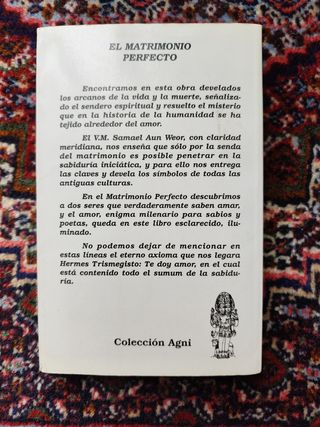 EL MATRIMONIO
PERFECTO
Encontramos en esta obra develados
los arcanos de la vida y la muerte, señaliza-
do el sendero espiritual y resuelto el misterio
que en la historia de la humanidad se ha
tejido alrededor del amor.
El V.M. Samael Aun Weor, con claridad
meridiana, nos enseña que sólo por la senda
del matrimonio es posible penetrar en la
sabiduría iniciática, y para ello nos entrega
las claves y devela los símbolos de todas las
antiguas culturas.
En el Matrimonio Perfecto descubrimos
a dos seres que verdaderamente saben amar,
y el amor, enigma milenario para sabios y
poetas, queda en este libro esclarecido, ilu-
minado.
No podemos dejar de mencionar en
estas líneas el eterno axioma que nos legara
Hermes Trismegisto: Te doy amor, en el cual
está contenido todo el sumum de la sabidu-
ría.
Colección Agni